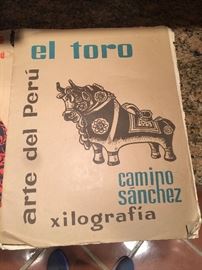 el toro
arte del Perú
camino
sánchez
xilografía